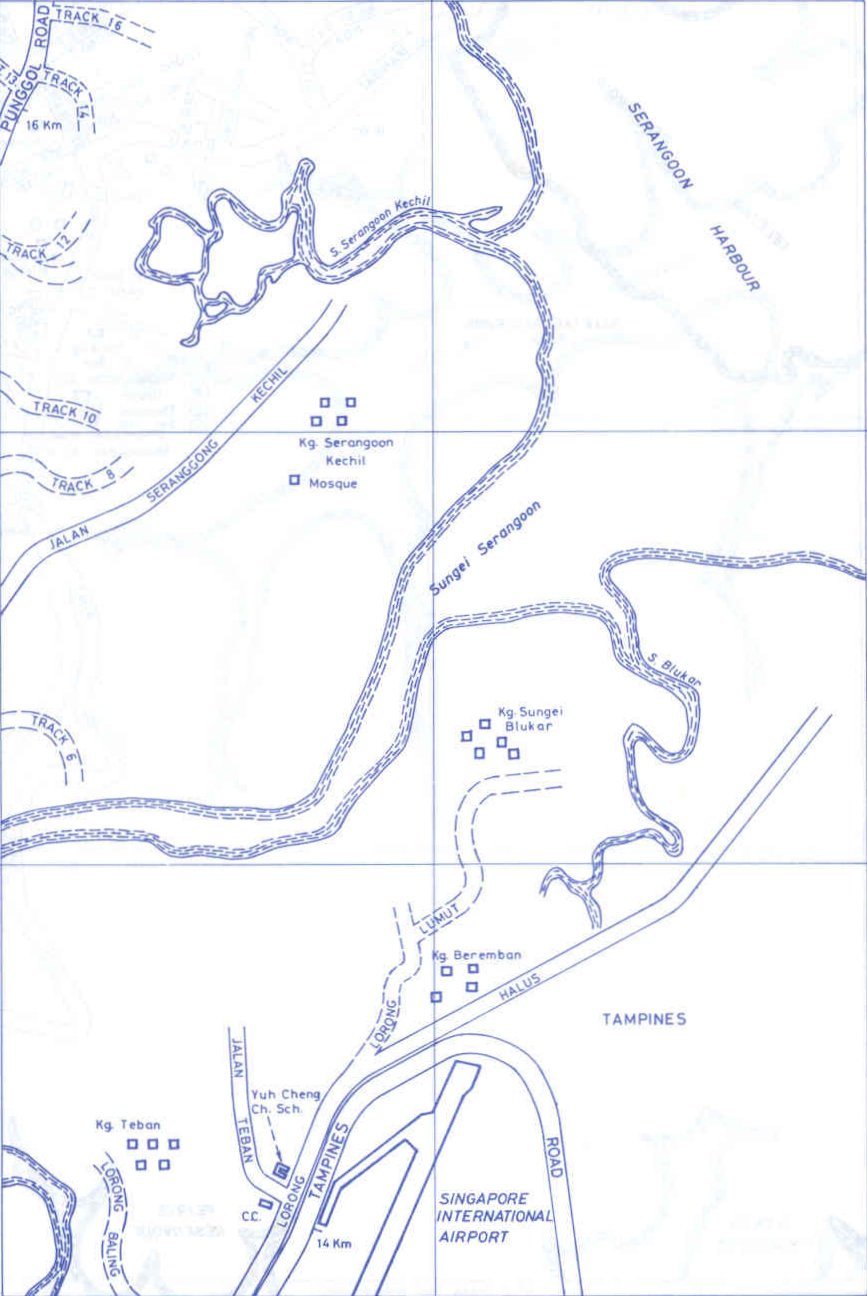 TRACK 16
PUNGGOL ROAD
13
TRACK 14
16 Km
SERANGOON
HARBOUR
S. Serangoon Kechil
TRACK 12
TRACK 10
JALAN SERANGGONG KECHIL
Kg. Serangoon
Kechil
Mosque
TRACK 8
Sungei Serangoon
S. Blukar
Kg. Sungei
Blukar
TRACK 6
LORONG LUMUT
Kg. Beremban
LORONG HALUS
TAMPINES
JALAN TEBAN
Yuh Cheng
Ch. Sch.
Kg. Teban
LORONG BALING
C.C.
TAMPINES ROAD
14 Km
SINGAPORE
INTERNATIONAL
AIRPORT